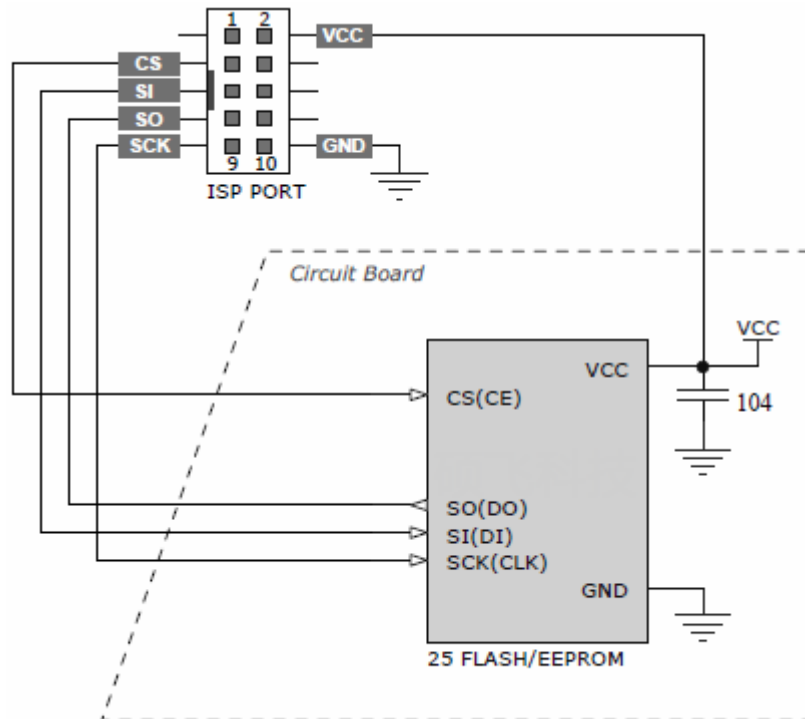 1 2
VCC
CS
SI
SO
SCK
GND
9 10
ISP PORT
Circuit Board
VCC
VCC
CS(CE)
104
SO(DO)
SI(DI)
SCK(CLK)
GND
25 FLASH/EEPROM